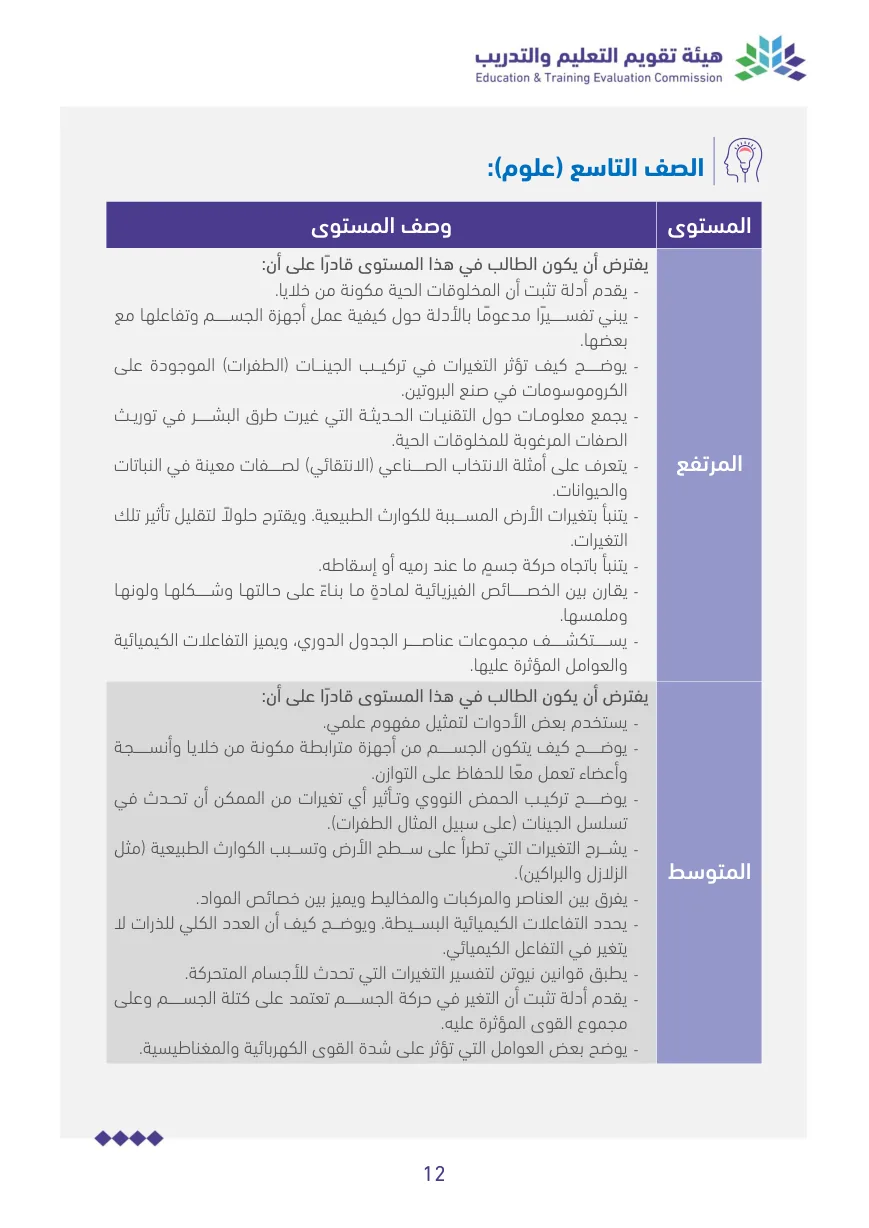 هيئة تقويم التعليم والتدريب
Education & Training Evaluation Commission
الصف التاسع (علوم):
المستوى
وصف المستوى
المرتفع
يفترض أن يكون الطالب في هذا المستوى قادرًا على أن:
- يقدم أدلة تثبت أن المخلوقات الحية مكونة من خلايا.
- يبني تفسيرًا مدعومًا بالأدلة حول كيفية عمل أجهزة الجسم وتفاعلها مع
بعضها.
- يوضح كيف تؤثر التغيرات في تركيب الجينات (الطفرات) الموجودة على
الكروموسومات في صنع البروتين.
- يجمع معلومات حول التقنيات الحديثة التي غيرت طرق البشر في توريث
الصفات المرغوبة للمخلوقات الحية.
- يتعرف على أمثلة الانتخاب الصناعي (الانتقائي) لصفات معينة في النباتات
والحيوانات.
- يتنبأ بتغيرات الأرض المسببة للكوارث الطبيعية. ويقترح حلولاً لتقليل تأثير تلك
التغيرات.
- يتنبأ باتجاه حركة جسمٍ ما عند رميه أو إسقاطه.
- يقارن بين الخصائص الفيزيائية لمادةٍ ما بناءً على حالتها وشكلها ولونها
وملمسها.
- يستكشف مجموعات عناصر الجدول الدوري، ويميز التفاعلات الكيميائية
والعوامل المؤثرة عليها.
المتوسط
يفترض أن يكون الطالب في هذا المستوى قادرًا على أن:
- يستخدم بعض الأدوات لتمثيل مفهوم علمي.
- يوضح كيف يتكون الجسم من أجهزة مترابطة مكونة من خلايا وأنسجة
وأعضاء تعمل معًا للحفاظ على التوازن.
- يوضح تركيب الحمض النووي وتأثير أي تغيرات من الممكن أن تحدث في
تسلسل الجينات (على سبيل المثال الطفرات).
- يشرح التغيرات التي تطرأ على سطح الأرض وتسبب الكوارث الطبيعية (مثل
الزلازل والبراكين).
- يفرق بين العناصر والمركبات والمخاليط ويميز بين خصائص المواد.
- يحدد التفاعلات الكيميائية البسيطة. ويوضح كيف أن العدد الكلي للذرات لا
يتغير في التفاعل الكيميائي.
- يطبق قوانين نيوتن لتفسير التغيرات التي تحدث للأجسام المتحركة.
- يقدم أدلة تثبت أن التغير في حركة الجسم تعتمد على كتلة الجسم وعلى
مجموع القوى المؤثرة عليه.
- يوضح بعض العوامل التي تؤثر على شدة القوى الكهربائية والمغناطيسية.
12